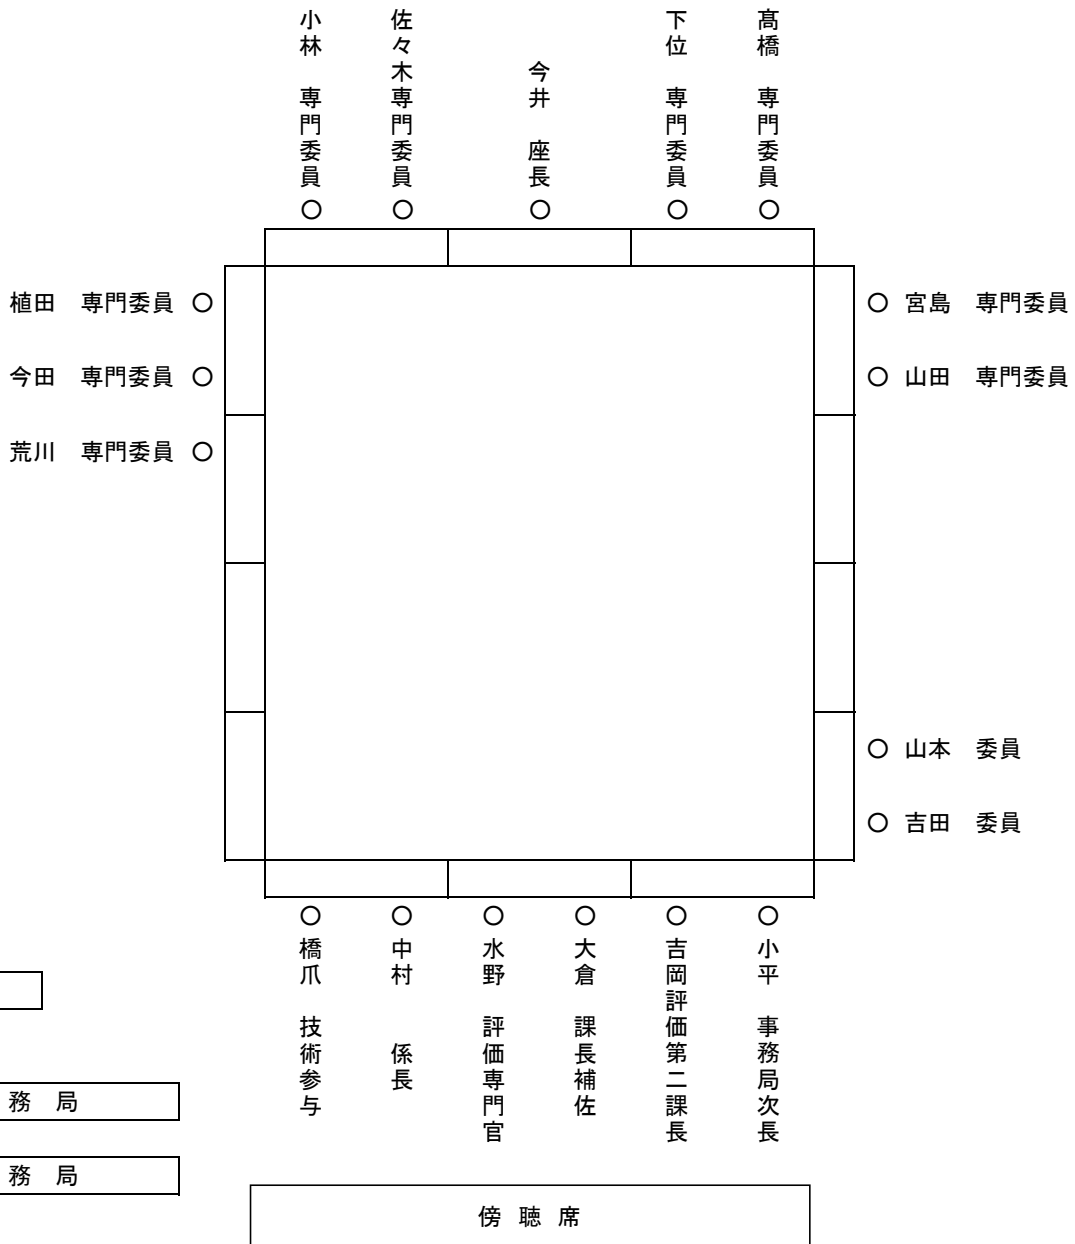 小林　専門委員
佐々木専門委員
今井　座長
下位　専門委員
髙橋　専門委員
植田　専門委員
今田　専門委員
荒川　専門委員
宮島　専門委員
山田　専門委員
山本　委員
吉田　委員
橋爪　技術参与
中村　係長
水野　評価専門官
大倉　課長補佐
吉岡評価第二課長
小平　事務局次長
務　局
務　局
傍 聴 席